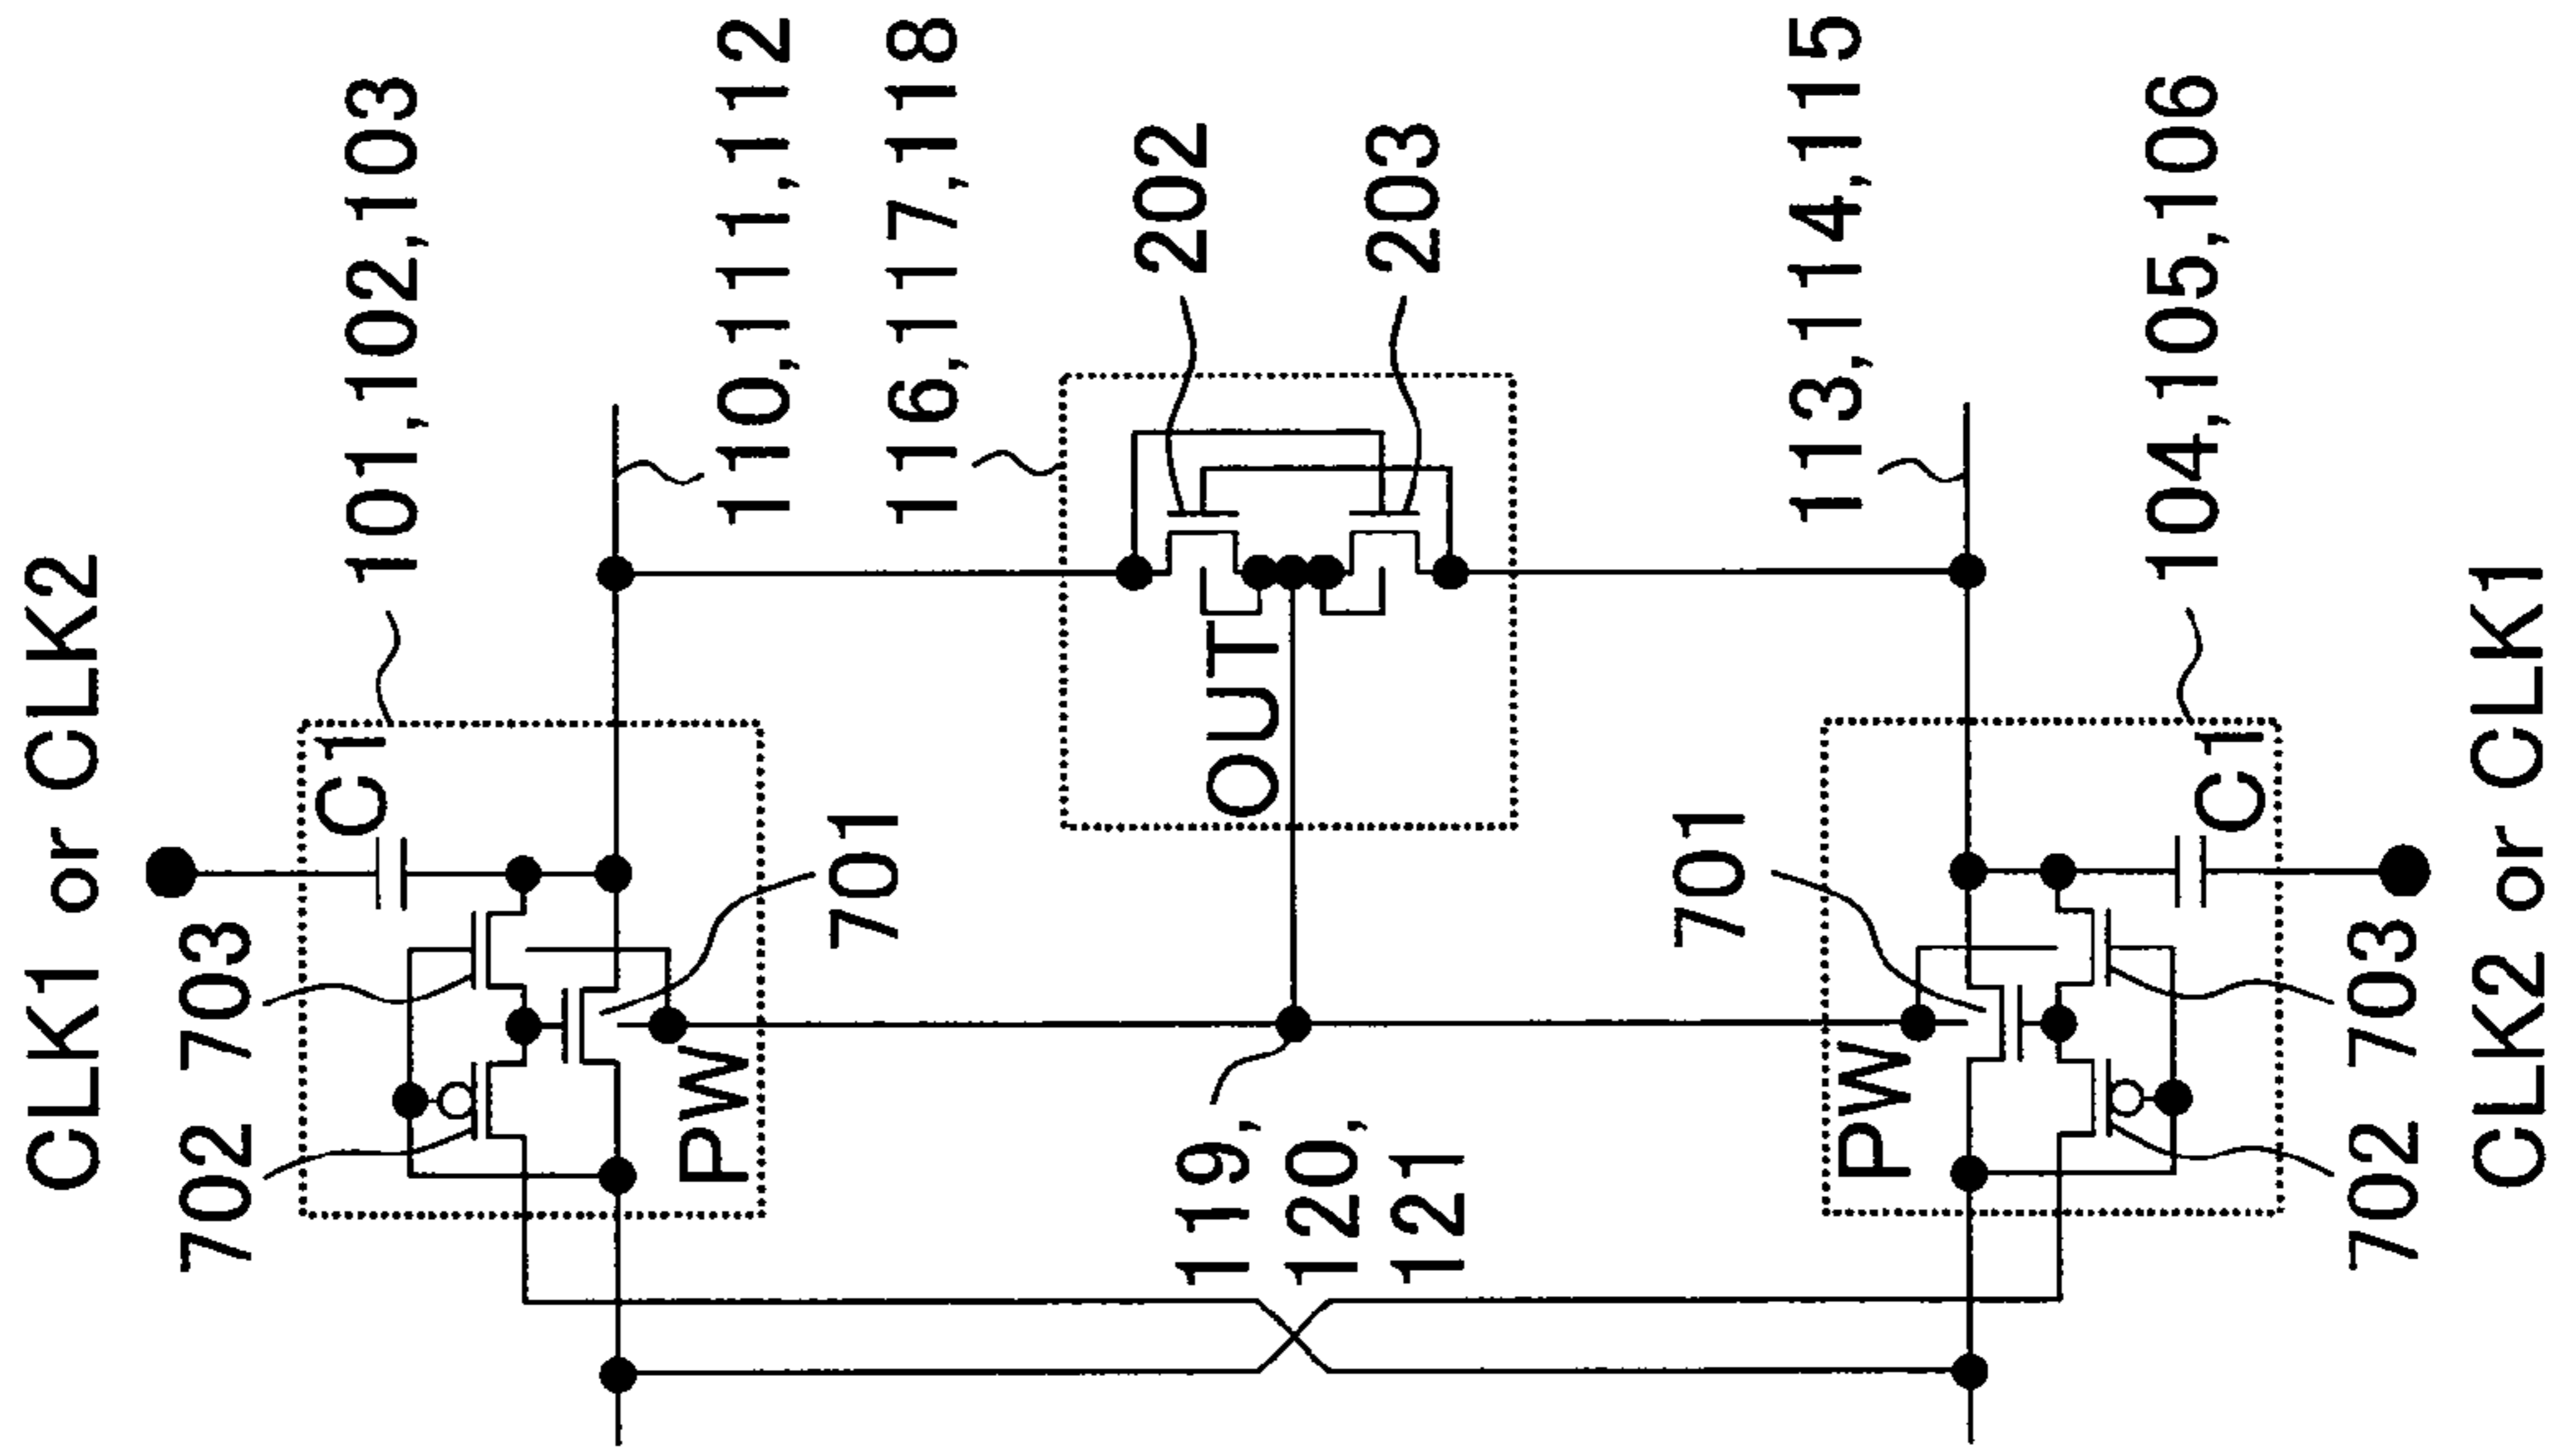 CLK1 or CLK2
101,102,103
702 703
C1
110,111,112
PW
701
116,117,118
OUT
202
203
119,
120,
121
113,114,115
701
PW
104,105,106
C1
702 703
CLK2 or CLK1